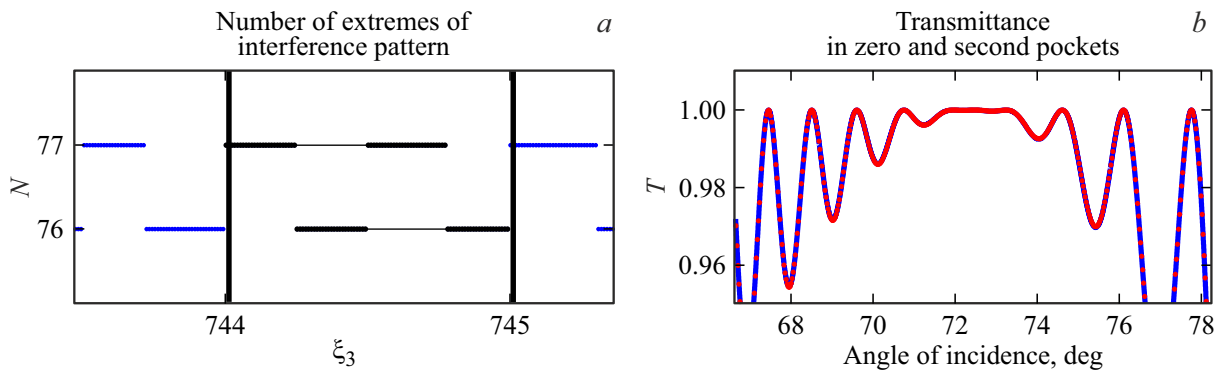 Number of extremes of
interference pattern
a
77
76
N
744
745
ξ3
Transmittance
in zero and second pockets
b
1.00
0.98
0.96
T
68
70
72
74
76
78
Angle of incidence, deg